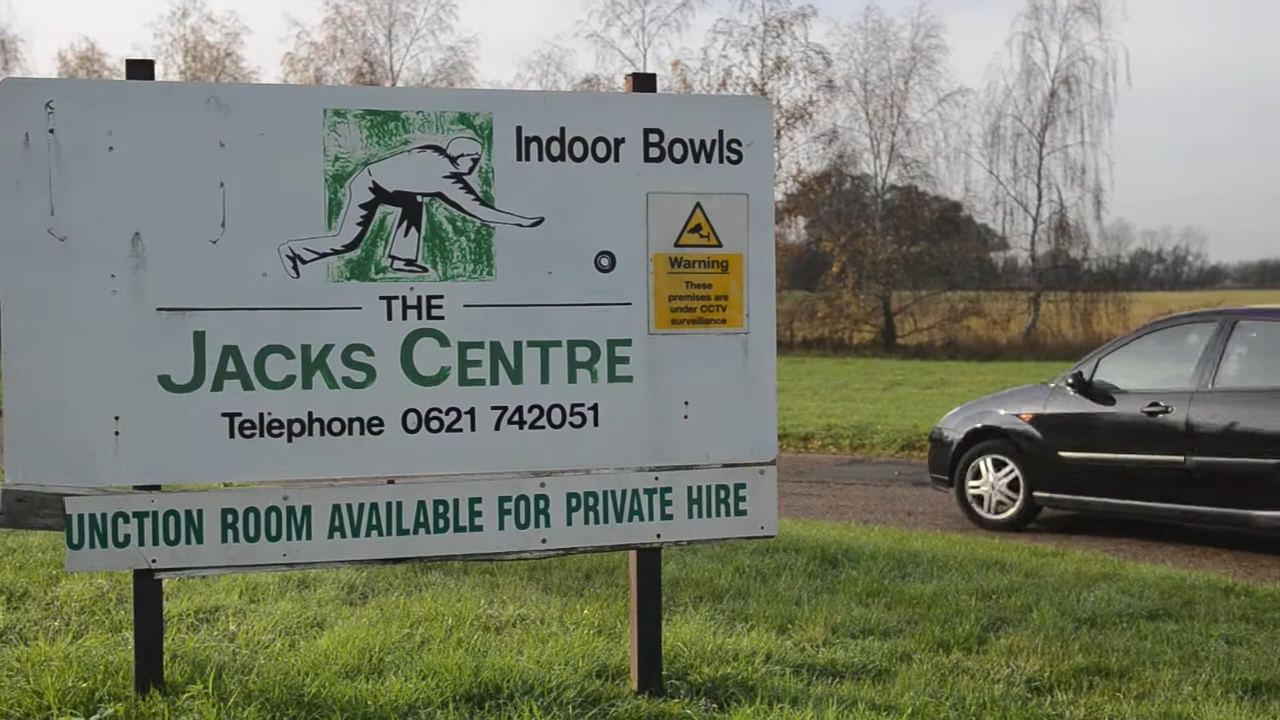 Indoor Bowls
Warning
These
premises are
under CCTV
surveillance
THE
JACKS CENTRE
Telephone 0621 742051
UNCTION ROOM AVAILABLE FOR PRIVATE HIRE